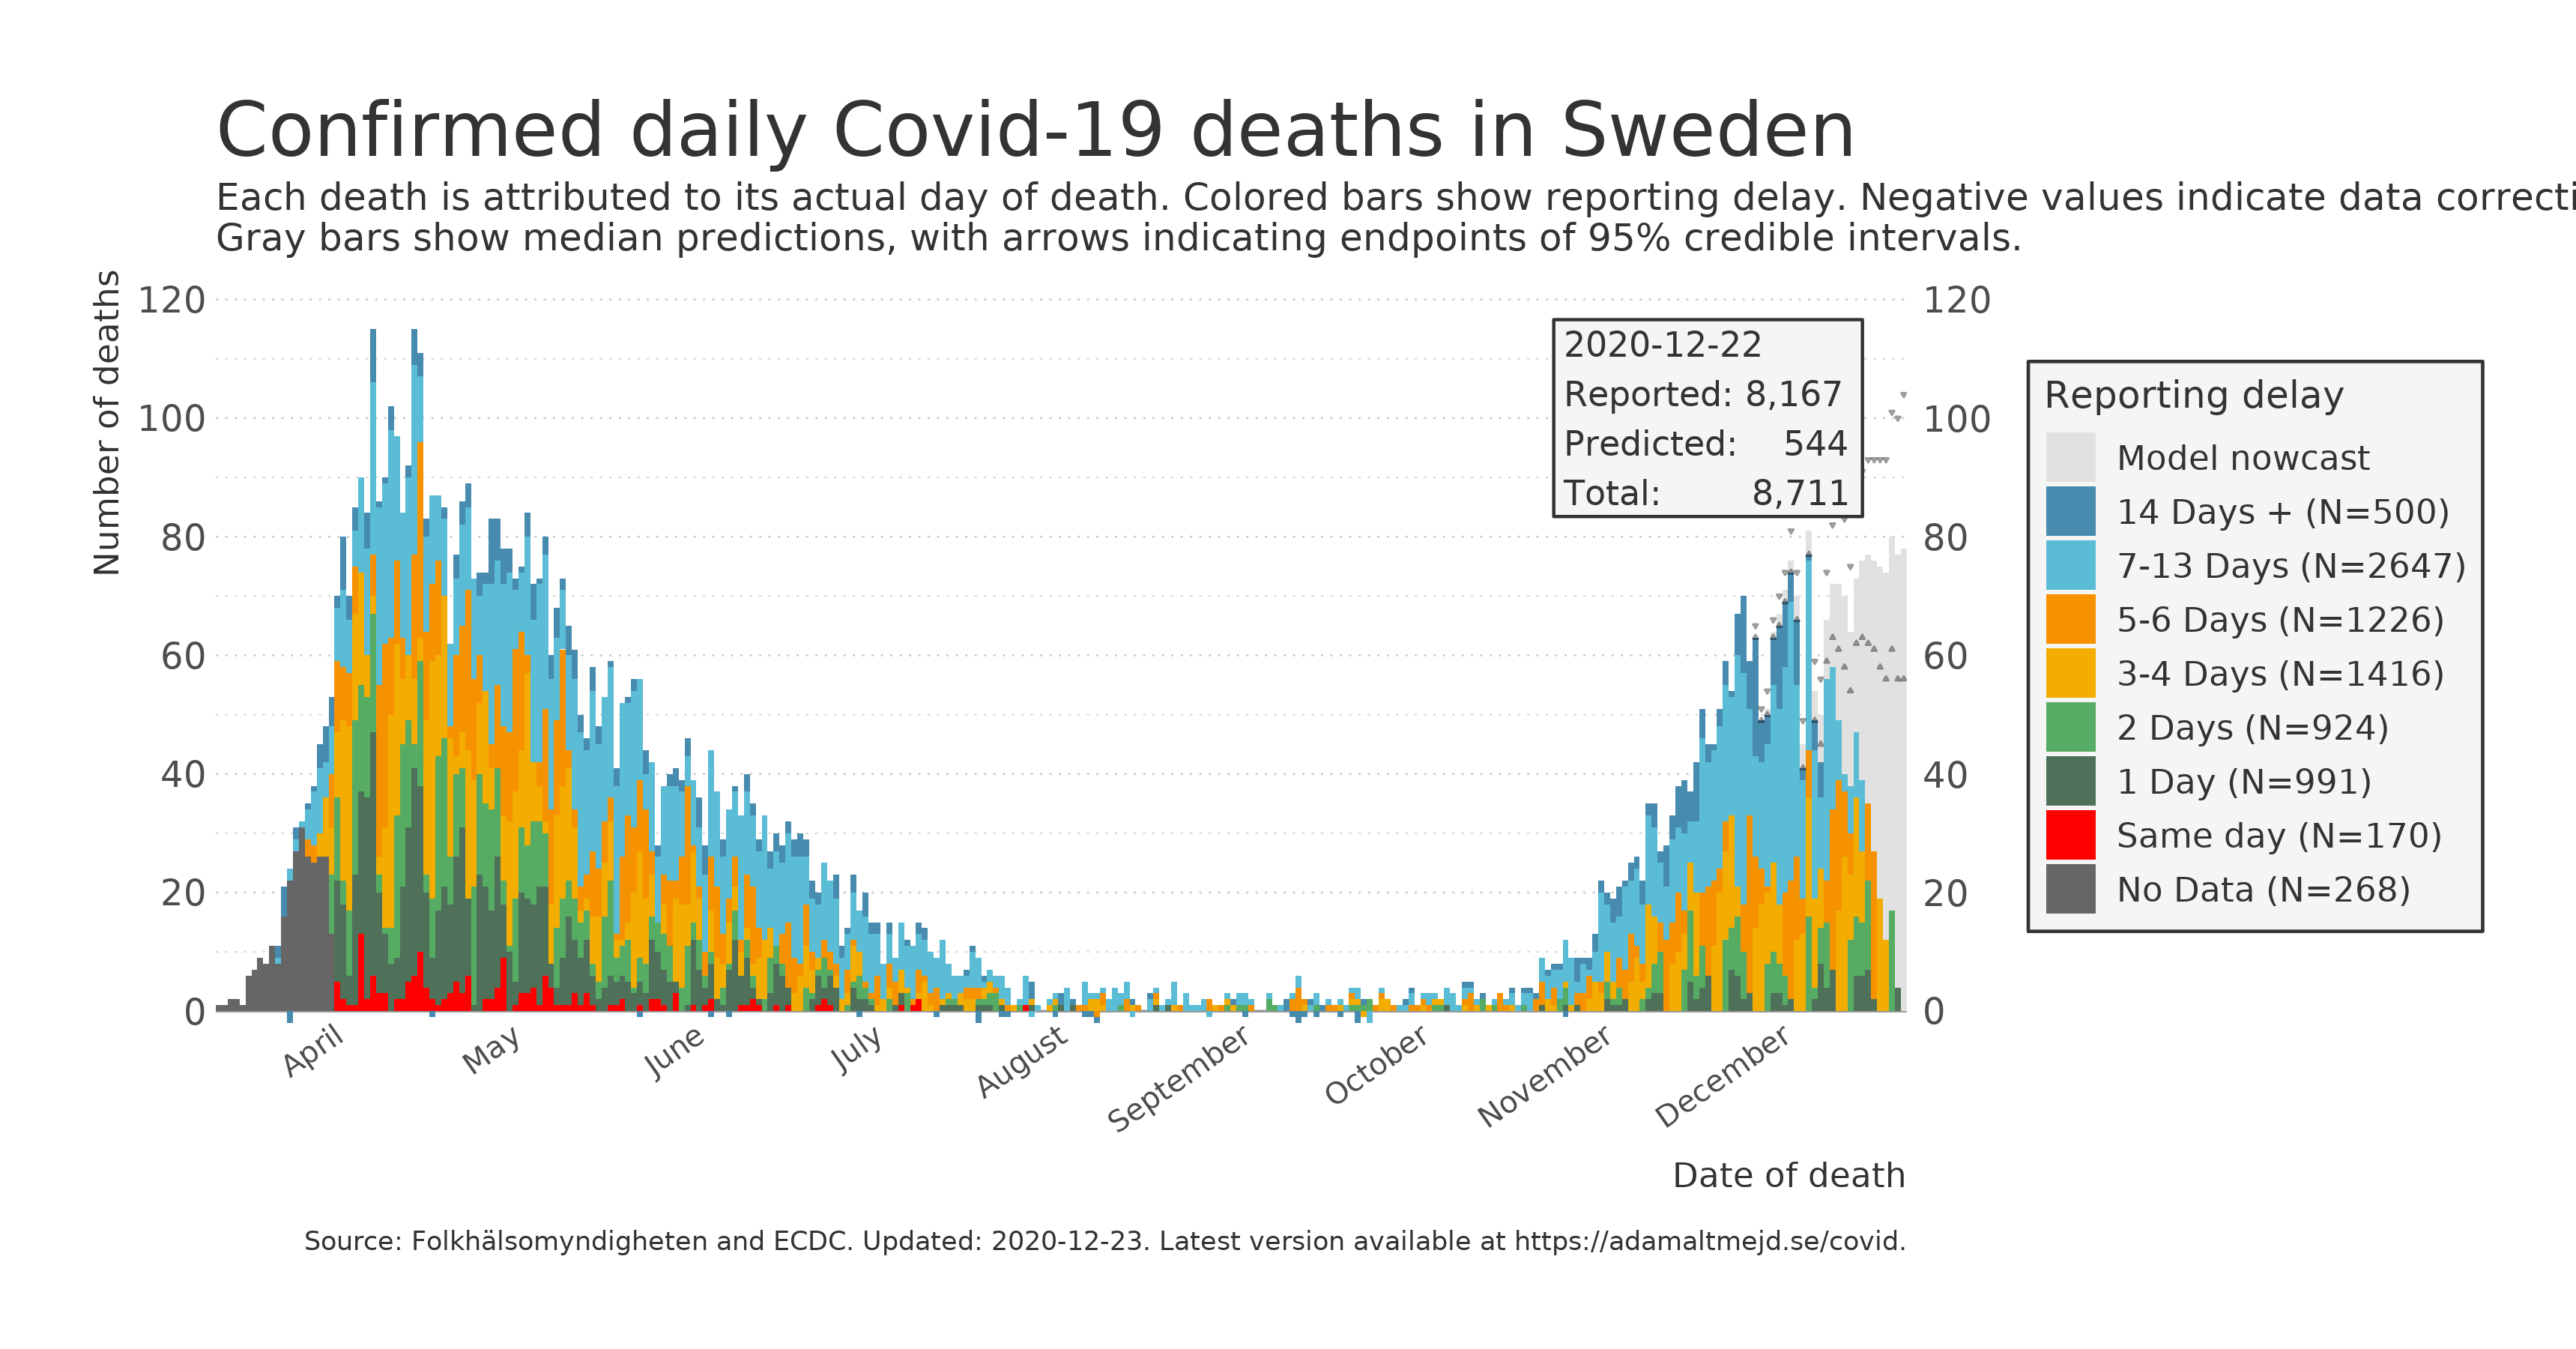 Confirmed daily Covid-19 deaths in Sweden
Each death is attributed to its actual day of death. Colored bars show reporting delay. Negative values indicate data correcti
Gray bars show median predictions, with arrows indicating endpoints of 95% credible intervals.
Number of deaths
120
100
80
60
40
20
0
2020-12-22
Reported: 8,167
Predicted: 544
Total: 8,711
120
100
80
60
40
20
0
Reporting delay
Model nowcast
14 Days + (N=500)
7-13 Days (N=2647)
5-6 Days (N=1226)
3-4 Days (N=1416)
2 Days (N=924)
1 Day (N=991)
Same day (N=170)
No Data (N=268)
April
May
June
July
August
September
October
November
December
Date of death
Source: Folkhälsomyndigheten and ECDC. Updated: 2020-12-23. Latest version available at https://adamaltmejd.se/covid.